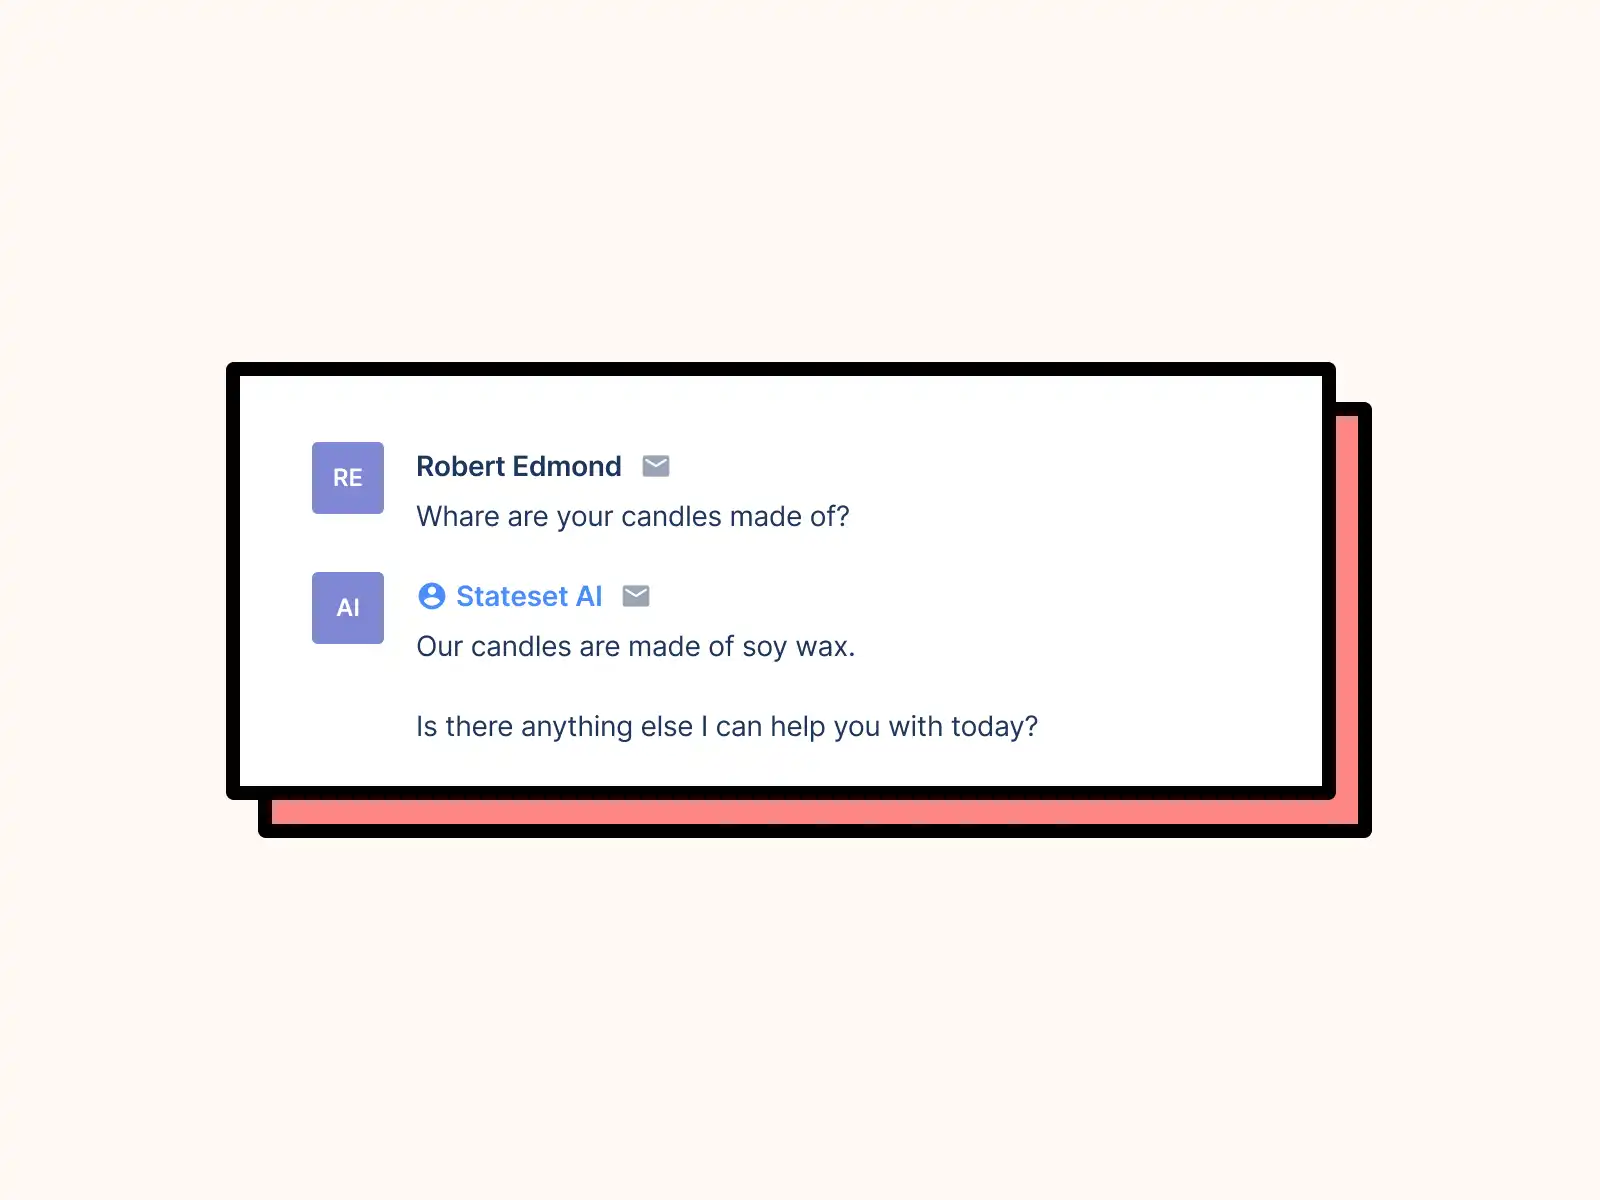 RE
Robert Edmond
Whare are your candles made of?
AI
Stateset AI
Our candles are made of soy wax.
Is there anything else I can help you with today?